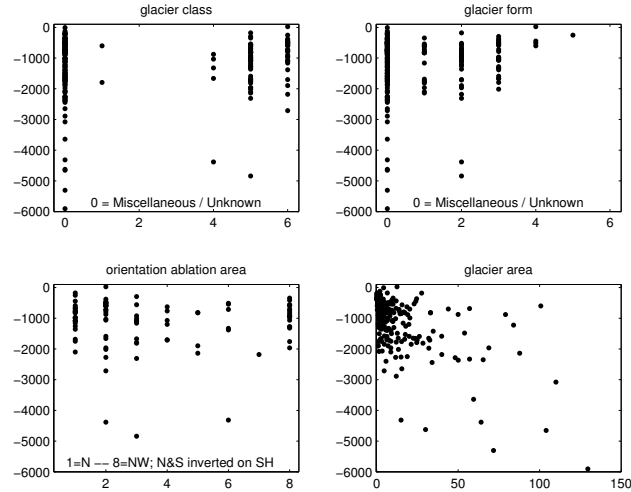 glacier class
glacier form
0
−1000
−2000
−3000
−4000
−5000
−6000
0 = Miscellaneous / Unknown
0 2 4 6
0
−1000
−2000
−3000
−4000
−5000
−6000
0 = Miscellaneous / Unknown
0 2 4 6
orientation ablation area
glacier area
0
−1000
−2000
−3000
−4000
−5000
−6000
1=N −− 8=NW; N&S inverted on SH
2 4 6 8
0
−1000
−2000
−3000
−4000
−5000
−6000
0 50 100 150